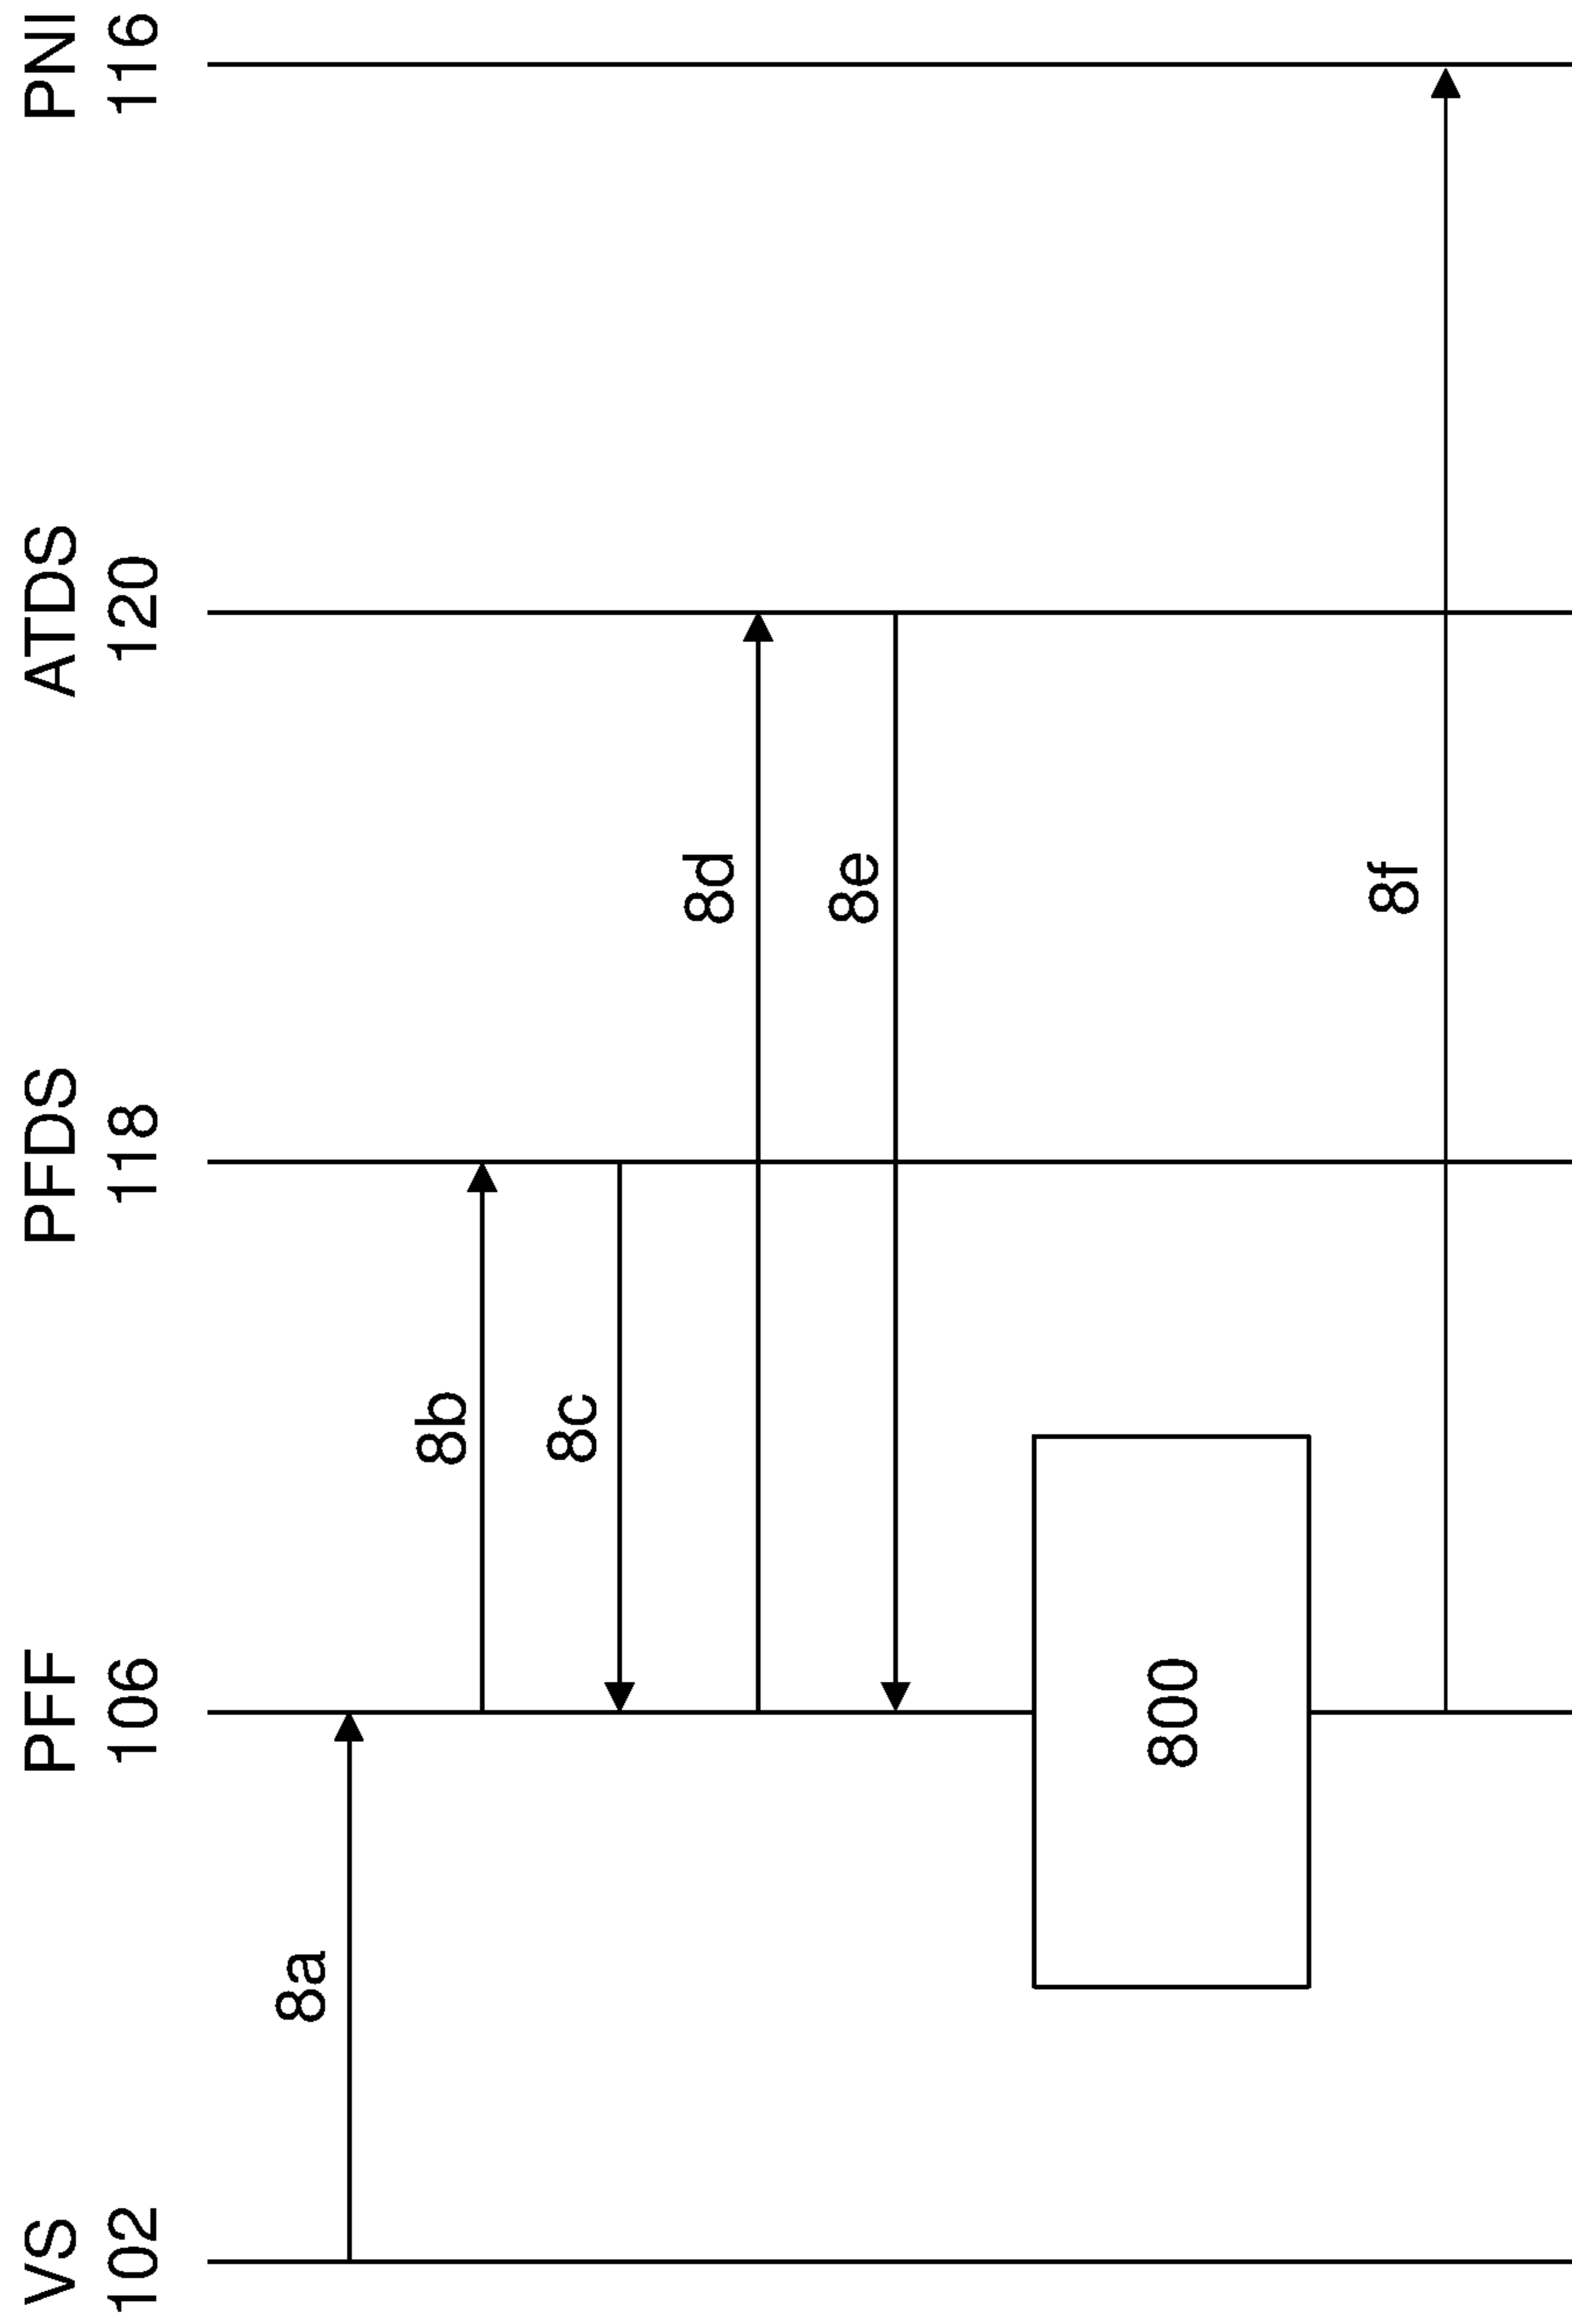 VS
102
PFF
106
PFDS
118
ATDS
120
PNI
116
8a
8b
8c
8d
8e
800
8f